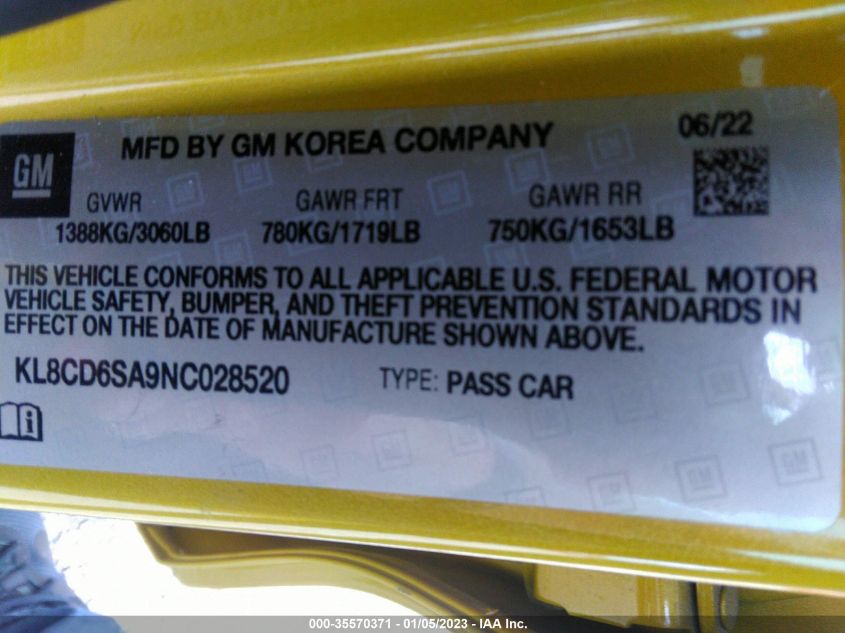 MFD BY GM KOREA COMPANY
06/22
GM
GVWR GAWR FRT GAWR RR
1388KG/3060LB 780KG/1719LB 750KG/1653LB
THIS VEHICLE CONFORMS TO ALL APPLICABLE U.S. FEDERAL MOTOR
VEHICLE SAFETY, BUMPER, AND THEFT PREVENTION STANDARDS IN
EFFECT ON THE DATE OF MANUFACTURE SHOWN ABOVE.
KL8CD6SA9NC028520 TYPE: PASS CAR
000-35570371 - 01/05/2023 - IAA Inc.